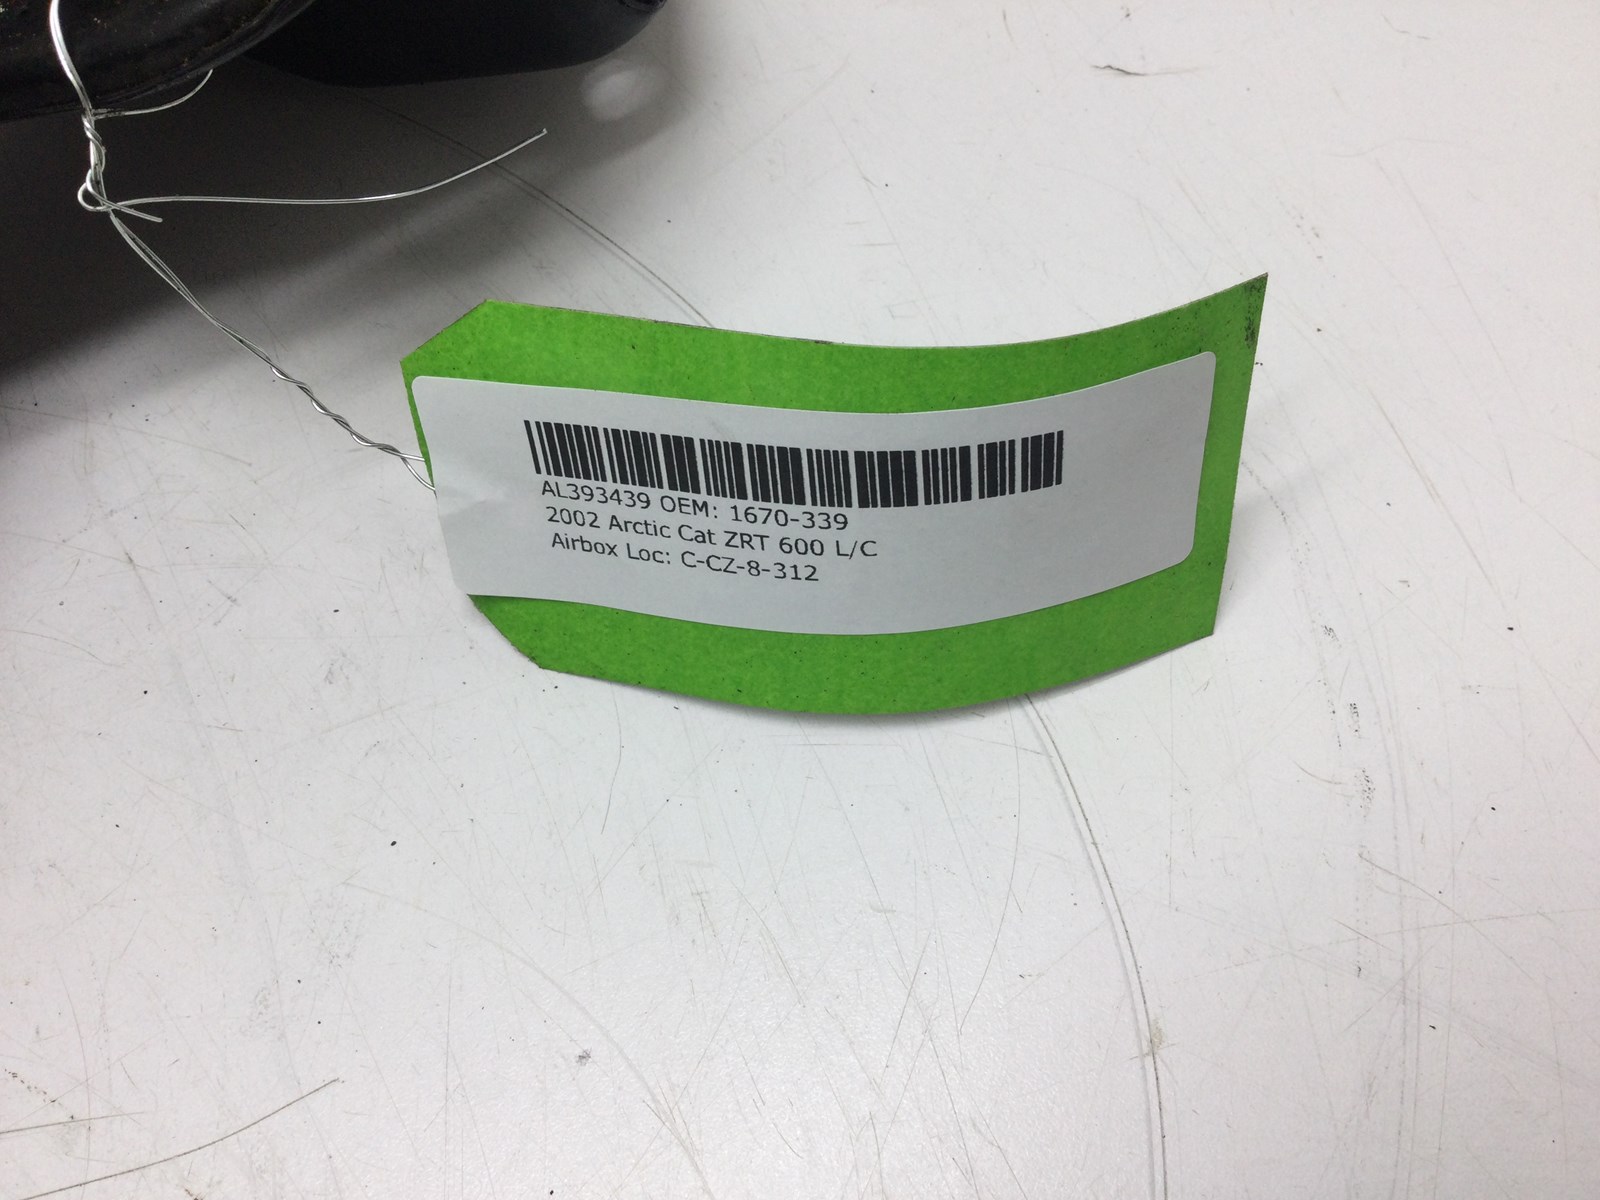 AL393439 OEM: 1670-339
2002 Arctic Cat ZRT 600 L/C
Airbox Loc: C-CZ-8-312